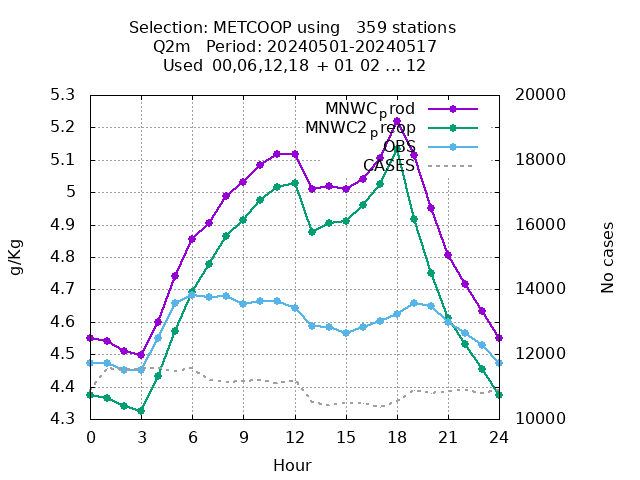 Selection: METCOOP using 359 stations
Q2m Period: 20240501-20240517
Used 00,06,12,18 + 01 02 ... 12
MNWCprod
MNWC2preop
OBS
CASES
5.3
5.2
5.1
5
4.9
4.8
4.7
4.6
4.5
4.4
4.3
g/Kg
20000
18000
16000
14000
12000
10000
No cases
0 3 6 9 12 15 18 21 24
Hour